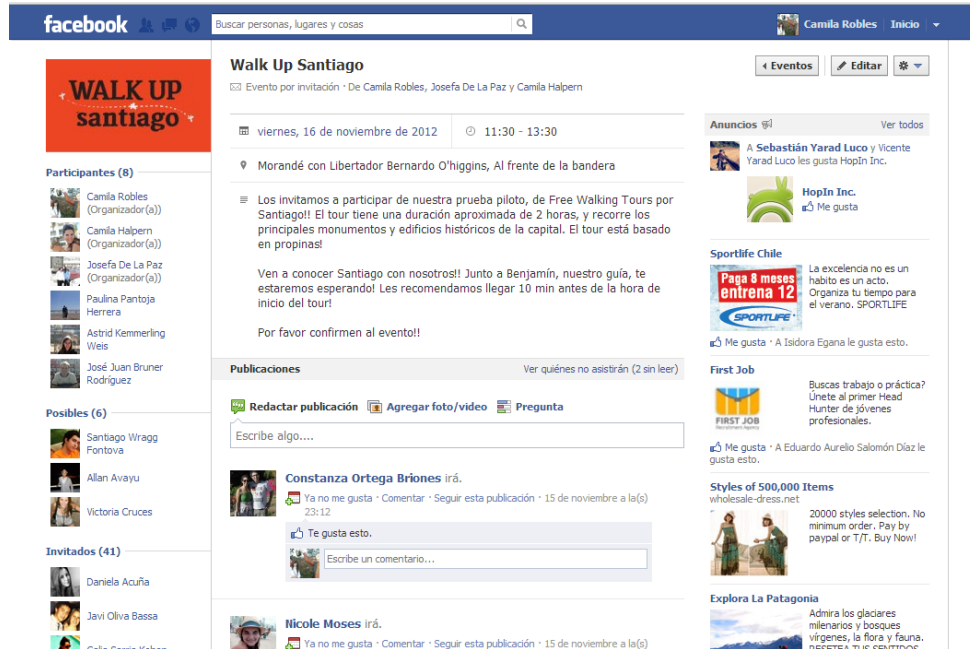 facebook
Buscar personas, lugares y cosas
Camila Robles
Inicio
WALK UP
santiago
Participantes (8)
Camila Robles
(Organizador(a))
Camila Halpern
(Organizador(a))
Josefa De La Paz
(Organizador(a))
Paulina Pantoja
Herrera
Astrid Kemmerling
Weis
José Juan Bruner
Rodríguez
Posibles (6)
Santiago Wragg
Fontova
Allan Avayu
Victoria Cruces
Invitados (41)
Daniela Acuña
Javi Oliva Bassa
Walk Up Santiago
Evento por invitación · De Camila Robles, Josefa De La Paz y Camila Halpern
Eventos
Editar
viernes, 16 de noviembre de 2012
11:30 - 13:30
Morandé con Libertador Bernardo O'higgins, Al frente de la bandera
Los invitamos a participar de nuestra prueba piloto, de Free Walking Tours por
Santiago!! El tour tiene una duración aproximada de 2 horas, y recorre los
principales monumentos y edificios históricos de la capital. El tour está basado
en propinas!
Ven a conocer Santiago con nosotros!! Junto a Benjamín, nuestro guía, te
estaremos esperando! Les recomendamos llegar 10 min antes de la hora de
inicio del tour!
Por favor confirmen al evento!!
Publicaciones
Ver quiénes no asistirán (2 sin leer)
Redactar publicación
Agregar foto/video
Pregunta
Escribe algo....
Constanza Ortega Briones irá.
Ya no me gusta · Comentar · Seguir esta publicación · 15 de noviembre a la(s)
23:12
Te gusta esto.
Escribe un comentario...
Nicole Moses irá.
Ya no me gusta · Comentar · Seguir esta publicación · 15 de noviembre a la(s)
Anuncios
Ver todos
A Sebastián Yarad Luco y Vicente
Yarad Luco les gusta HopIn Inc.
HopIn Inc.
Me gusta
Sportlife Chile
Paga 8 meses
entrena 12
SPORTLIFE
La excelencia no es un
habito es un acto.
Organiza tu tiempo para
el verano. SPORTLIFE
Me gusta · A Isidora Egana le gusta esto.
First Job
FIRST JOB
Recruitment Agency
Buscas trabajo o práctica?
Únete al primer Head
Hunter de jóvenes
profesionales.
Me gusta · A Eduardo Aurelio Salomón Díaz le
gusta esto.
Styles of 500,000 Items
wholesale-dress.net
20000 styles selection. No
minimum order. Pay by
paypal or T/T. Buy Now!
Explora La Patagonia
Admira los glaciares
milenarios y bosques
vírgenes, la flora y fauna.
RESETEA TUS SENTIDOS